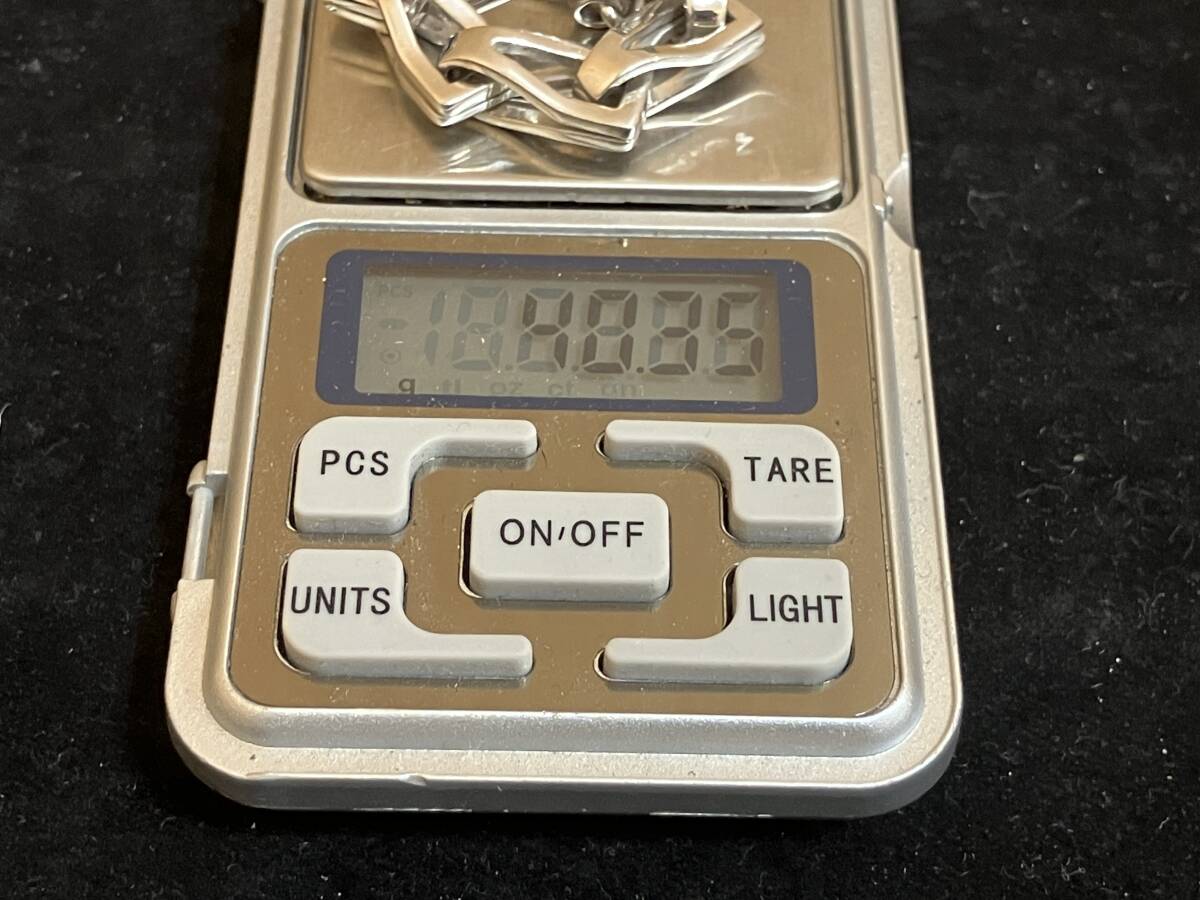 g
PCS
TARE
ON/OFF
UNITS
LIGHT